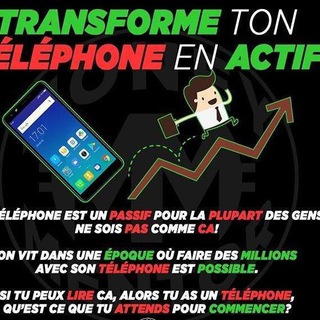 TRANSFORME TON
ÉLÉPHONE EN ACTIF
17:01
ÉLÉPHONE EST UN PASSIF POUR LA PLUPART DES GENS
NE SOIS PAS COMME CA!
ON VIT DANS UNE ÉPOQUE OÙ FAIRE DES MILLIONS
AVEC SON TÉLÉPHONE EST POSSIBLE.
SI TU PEUX LIRE CA, ALORS TU AS UN TÉLÉPHONE,
QU'EST CE QUE TU ATTENDS POUR COMMENCER?